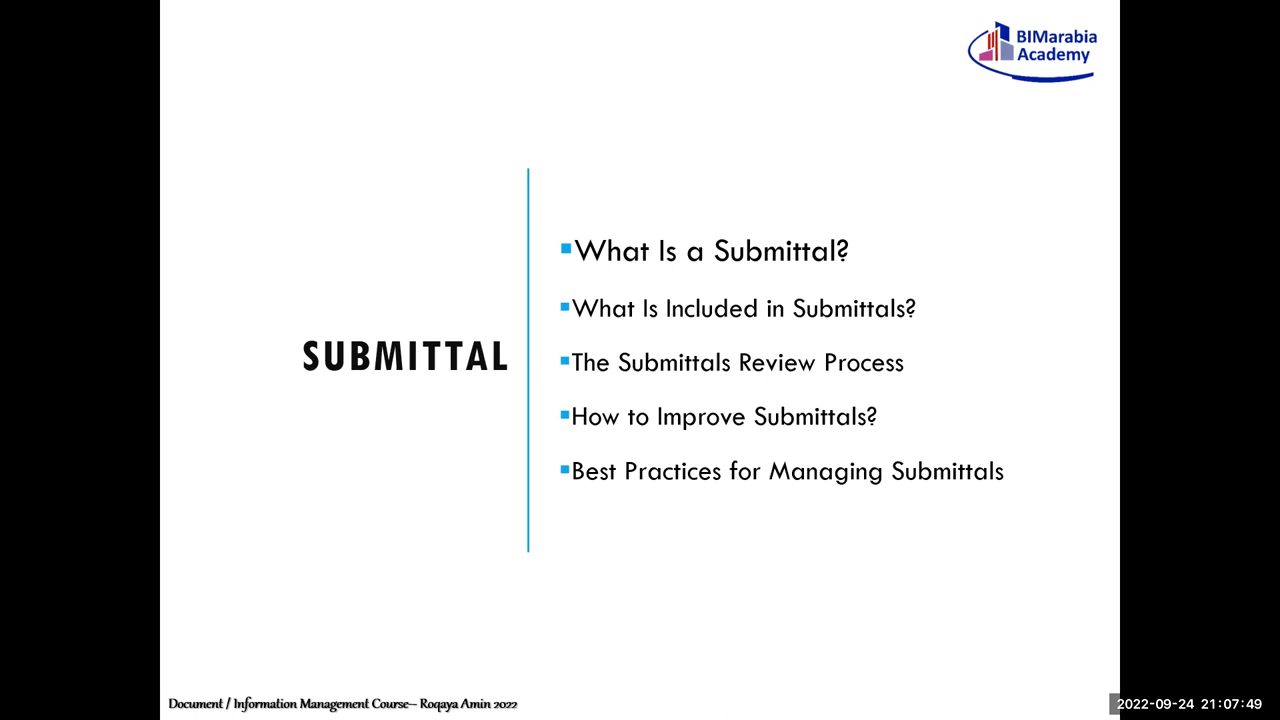 BIMarabia
Academy
SUBMITTAL
What Is a Submittal?
What Is Included in Submittals?
The Submittals Review Process
How to Improve Submittals?
Best Practices for Managing Submittals
Document / Information Management Course– Roqaya Amin 2022
2022-09-24 21:07:49